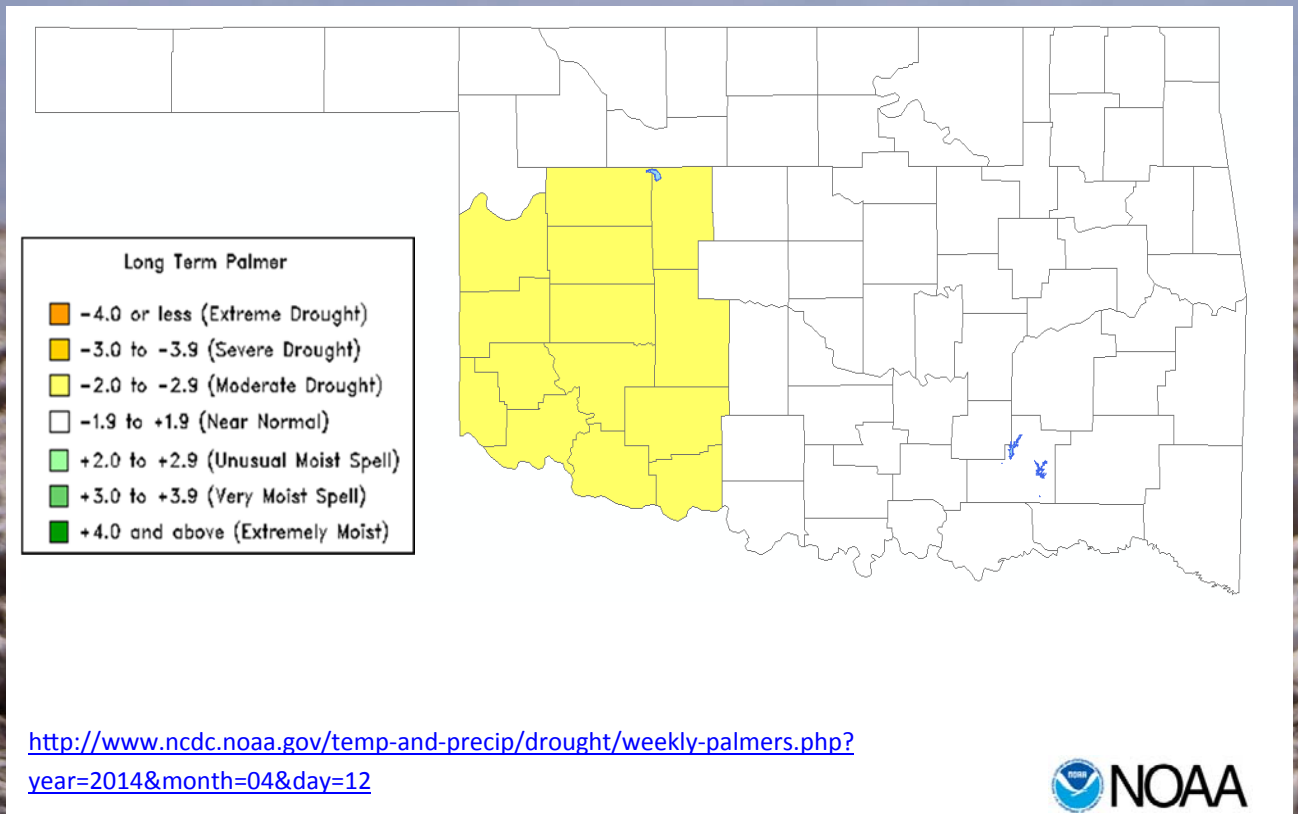 Long Term Palmer
-4.0 or less (Extreme Drought)
-3.0 to -3.9 (Severe Drought)
-2.0 to -2.9 (Moderate Drought)
-1.9 to +1.9 (Near Normal)
+2.0 to +2.9 (Unusual Moist Spell)
+3.0 to +3.9 (Very Moist Spell)
+4.0 and above (Extremely Moist)
http://www.ncdc.noaa.gov/temp-and-precip/drought/weekly-palmers.php?
year=2014&month=04&day=12
NOAA
NOAA